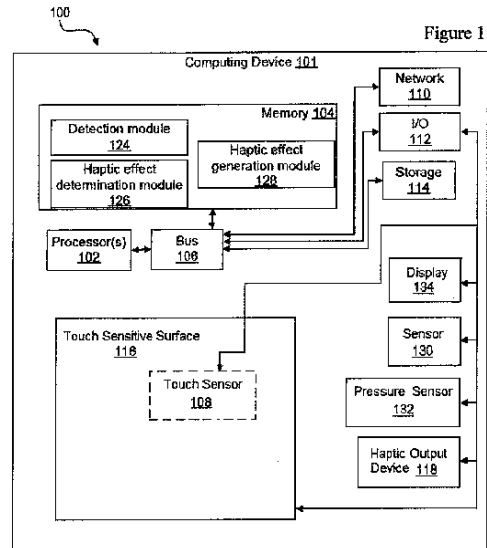 100
Figure 1
Computing Device 101
Network
110
Memory 104
I/O
112
Detection module
124
Haptic effect
generation module
128
Haptic effect
determination module
126
Storage
114
Processor(s)
102
Bus
106
Display
134
Touch Sensitive Surface
116
Sensor
130
Touch Sensor
108
Pressure Sensor
132
Haptic Output
Device 118